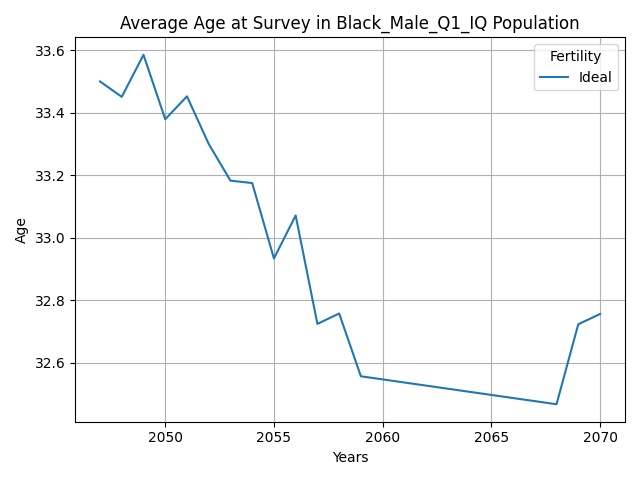 Average Age at Survey in Black_Male_Q1_IQ Population
33.6
33.4
33.2
33.0
32.8
32.6
Age
Fertility
Ideal
2050 2055 2060 2065 2070
Years